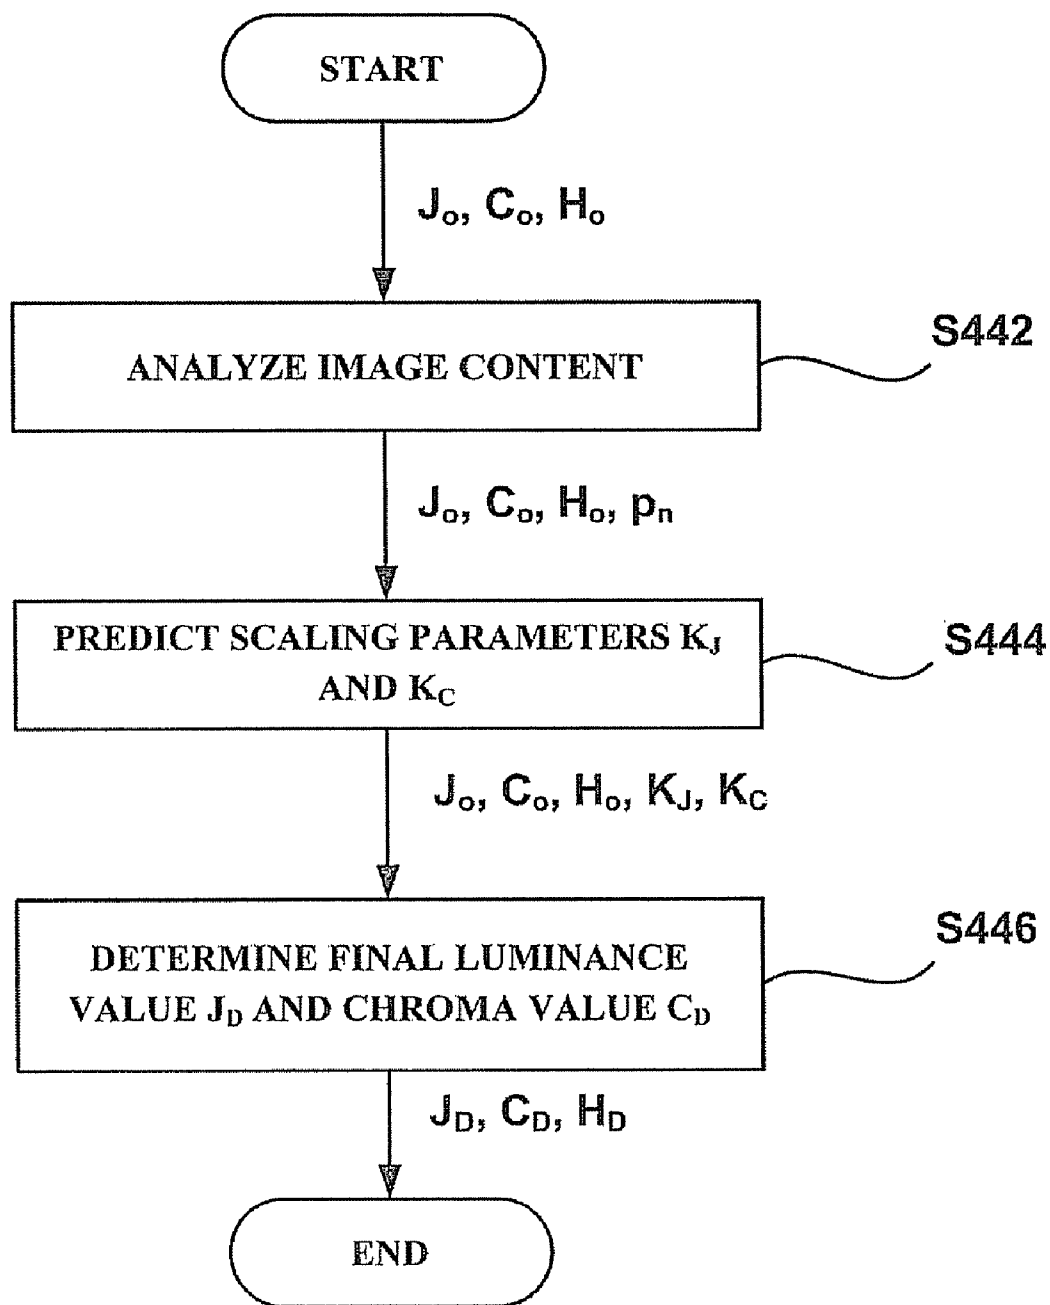 START
Jo, Co, Ho
ANALYZE IMAGE CONTENT
S442
Jo, Co, Ho, pn
PREDICT SCALING PARAMETERS KJ
AND KC
S444
Jo, Co, Ho, KJ, KC
DETERMINE FINAL LUMINANCE
VALUE JD AND CHROMA VALUE CD
S446
JD, CD, HD
END